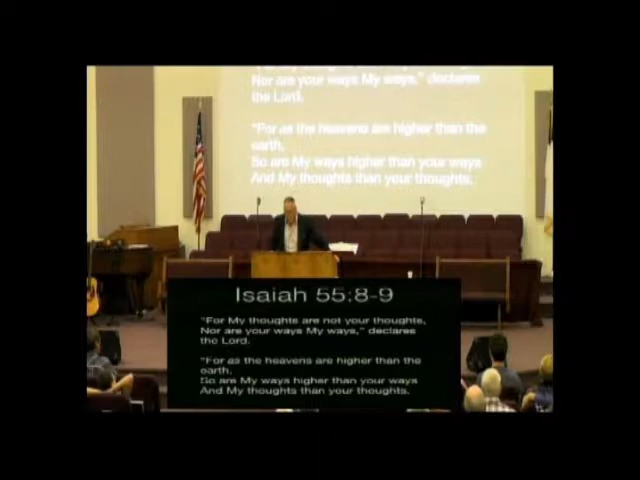 Nor are your ways My ways," declares
the Lord.
"For as the heavens are higher than the
earth,
So are My ways higher than your ways
And My thoughts than your thoughts.
Isaiah 55:8-9
"For My thoughts are not your thoughts,
Nor are your ways My ways," declares
the Lord.
"For as the heavens are higher than the
earth,
So are My ways higher than your ways
And My thoughts than your thoughts.